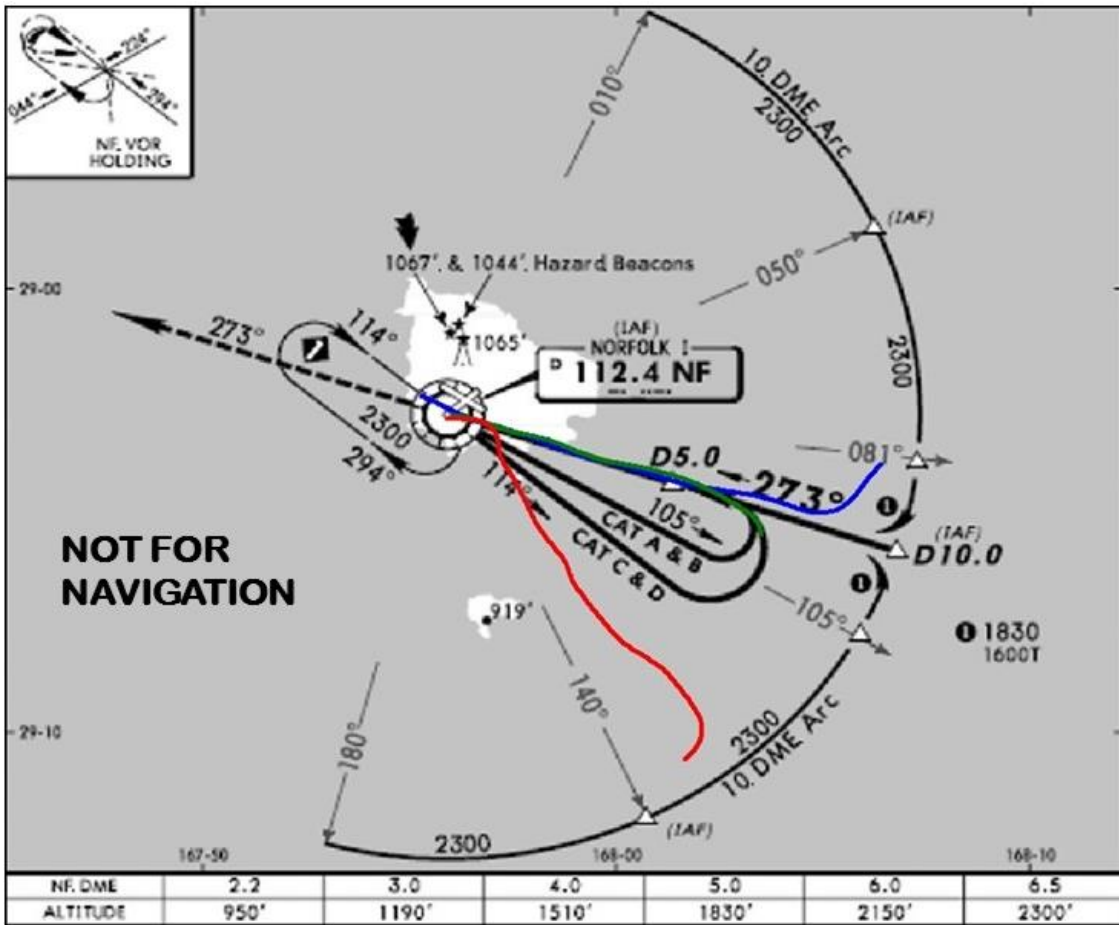 224°
044°
294°
NF. VOR
HOLDING
010°
10. DME Arc
2300
(IAF)
050°
1067'. & 1044'. Hazard Beacons
29-00
114°
273°
1065'
(IAF)
NORFOLK I
D 112.4 NF
2300
2300
294°
081°
D5.0
273°
114°
105°
CAT A & B
CAT C & D
(IAF)
D10.0
NOT FOR
NAVIGATION
919'
105°
1830
1600T
140°
180°
29-10
2300
10. DME Arc
(IAF)
2300
167-50
168-00
168-10
NF. DME 2.2 3.0 4.0 5.0 6.0 6.5
ALTITUDE 950' 1190' 1510' 1830' 2150' 2300'